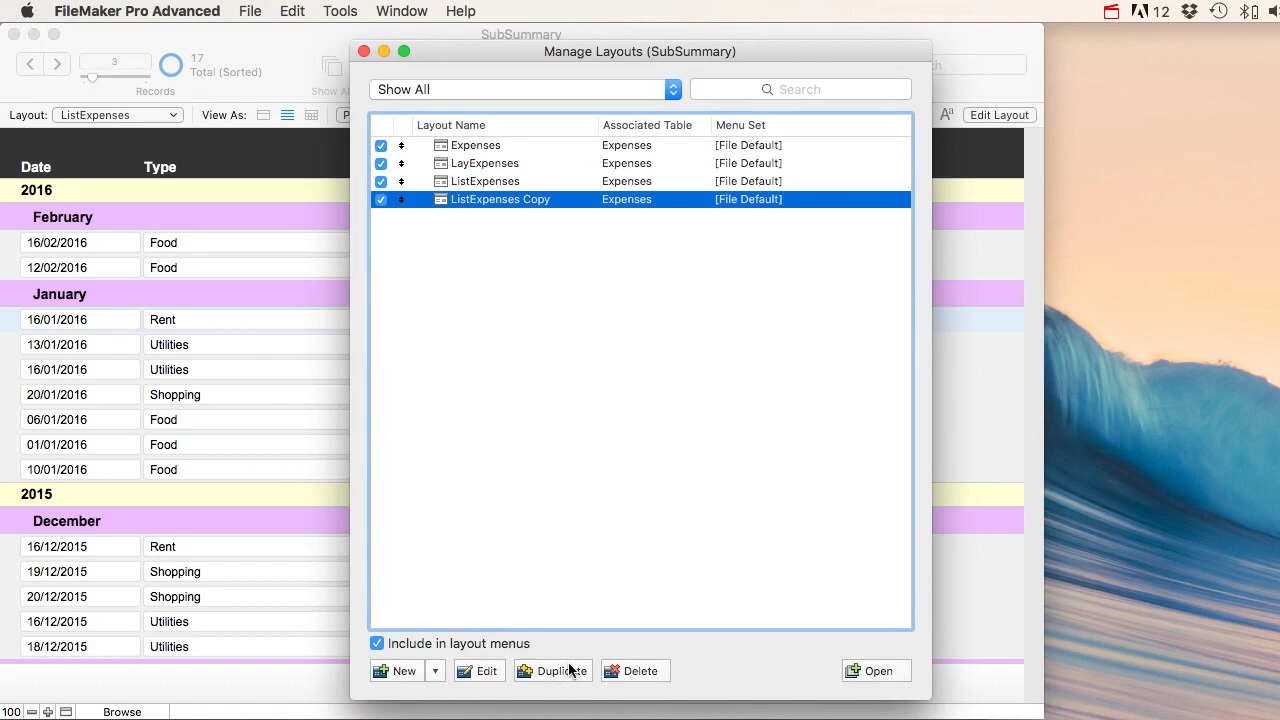 FileMaker Pro Advanced File Edit Tools Window Help 12
SubSummary
Manage Layouts (SubSummary)
3
17
Total (Sorted)
Records
Show All
Search
Layout: ListExpenses View As: Edit Layout
Layout Name Associated Table Menu Set
Expenses Expenses [File Default]
LayExpenses Expenses [File Default]
ListExpenses Expenses [File Default]
ListExpenses Copy Expenses [File Default]
Date Type
2016
February
16/02/2016 Food
12/02/2016 Food
January
16/01/2016 Rent
13/01/2016 Utilities
16/01/2016 Utilities
20/01/2016 Shopping
06/01/2016 Food
01/01/2016 Food
10/01/2016 Food
2015
December
16/12/2015 Rent
19/12/2015 Shopping
20/12/2015 Shopping
16/12/2015 Utilities
18/12/2015 Utilities
Include in layout menus
New Edit Duplicate Delete Open
100 Browse